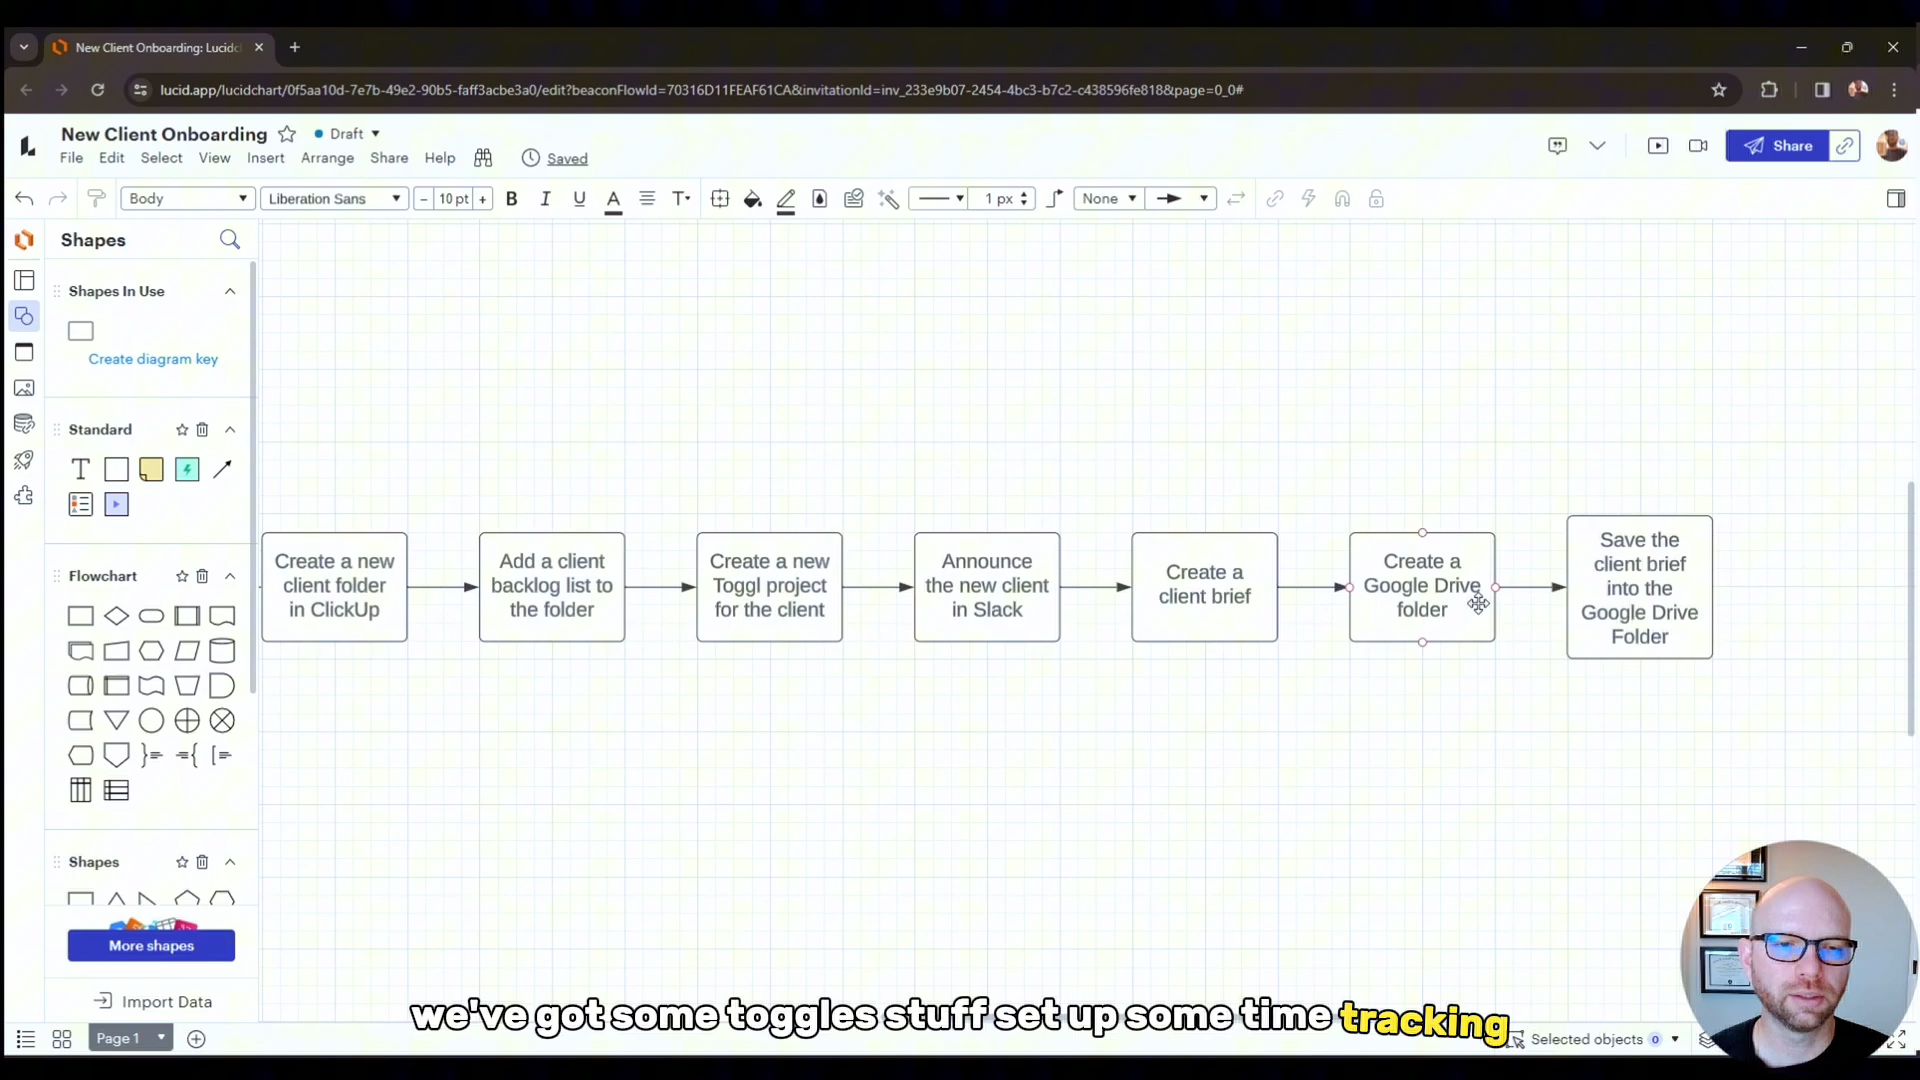 New Client Onboarding: Lucidc
lucid.app/lucidchart/0f5aa10d-7e7b-49e2-90b5-faff3acbe3a0/edit?beaconFlowId=70316D11FEAF61CA&invitationId=inv_233e9b07-2454-4bc3-b7c2-c438596fe818&page=0_0#
New Client Onboarding
Draft
File Edit Select View Insert Arrange Share Help
Saved
Share
Body
Liberation Sans
10 pt
B I U A T
1 px
None
Shapes
Shapes In Use
Create diagram key
Standard
T
Flowchart
Shapes
More shapes
Import Data
Create a new
client folder
in ClickUp
Add a client
backlog list to
the folder
Create a new
Toggl project
for the client
Announce
the new client
in Slack
Create a
client brief
Create a
Google Drive
folder
Save the
client brief
into the
Google Drive
Folder
we've got some toggles stuff set up some time tracking
Page 1
Selected objects 0